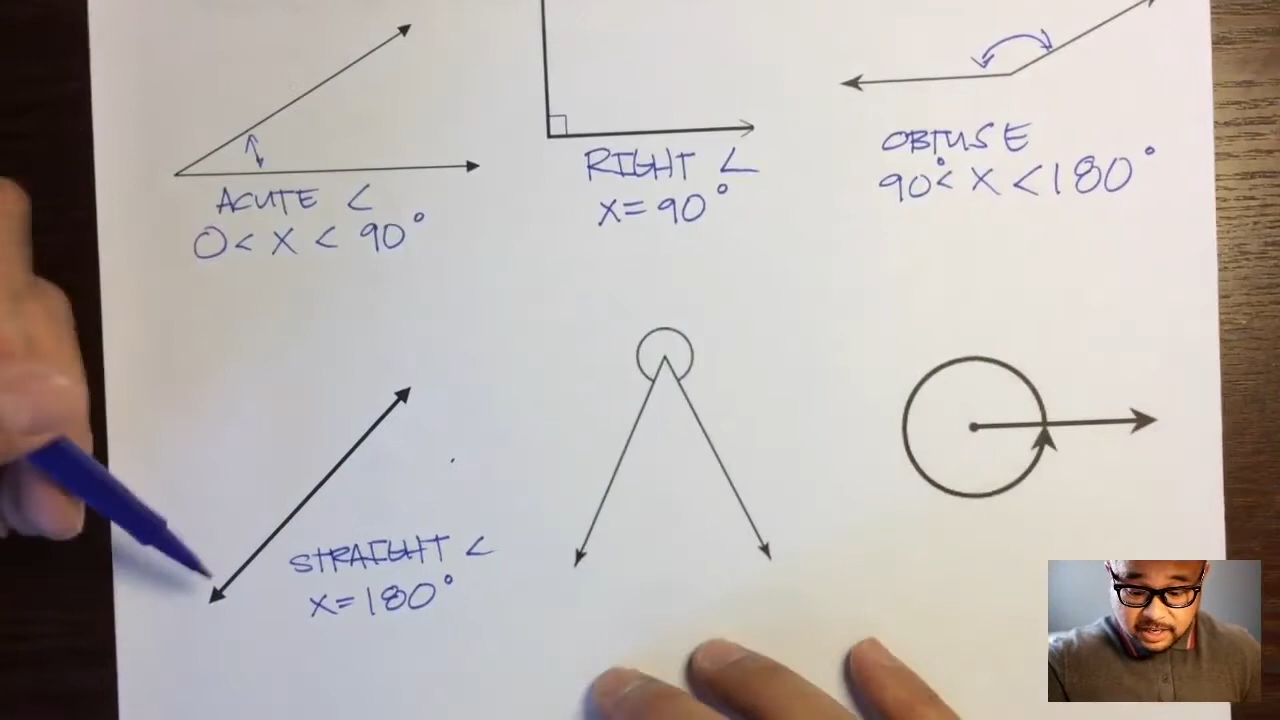 ACUTE <
0 < X < 90°
RIGHT <
X = 90°
OBTUSE
90° < X < 180°
STRAIGHT <
X = 180°